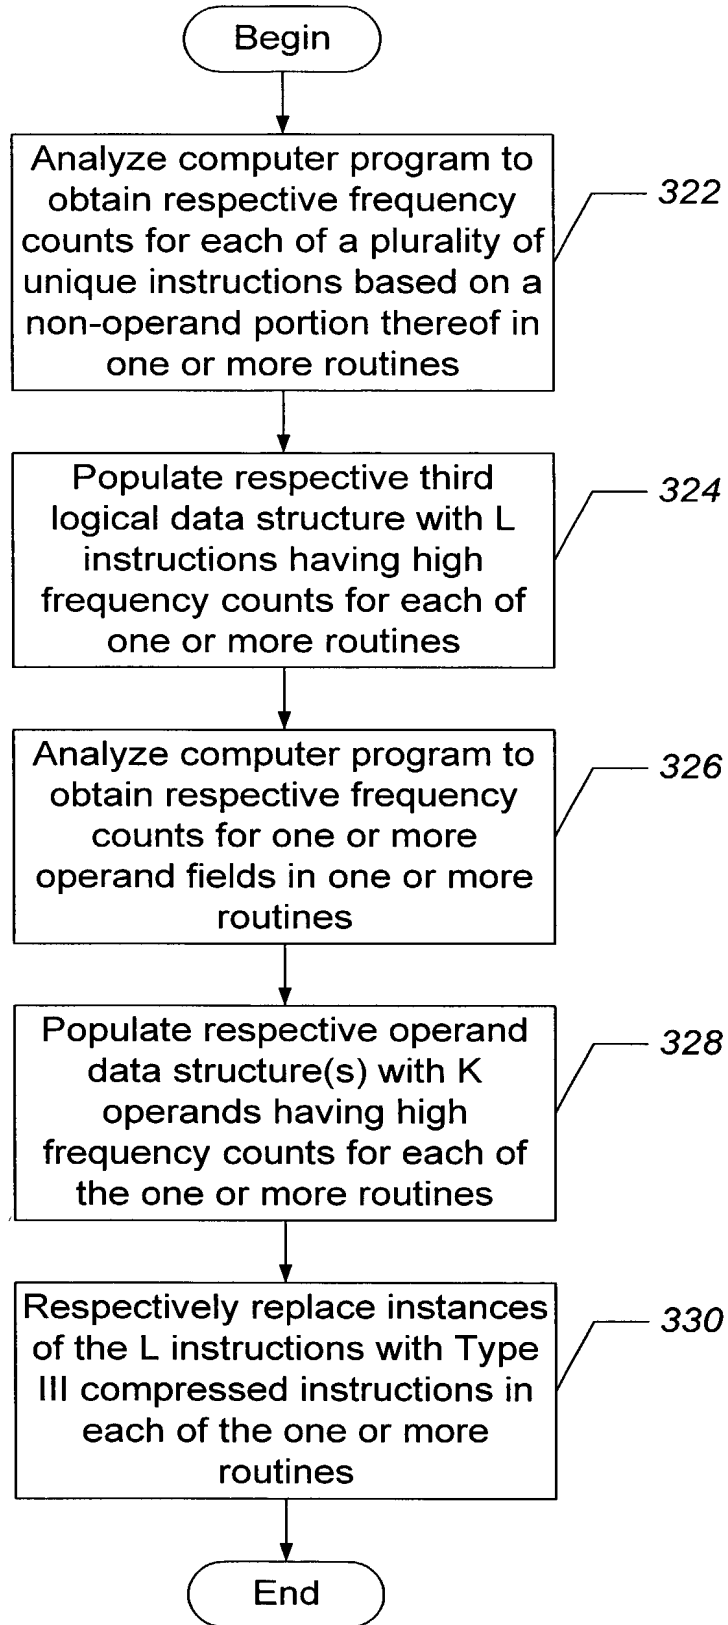 Begin
Analyze computer program to
obtain respective frequency
counts for each of a plurality of
unique instructions based on a
non-operand portion thereof in
one or more routines
322
Populate respective third
logical data structure with L
instructions having high
frequency counts for each of
one or more routines
324
Analyze computer program to
obtain respective frequency
counts for one or more
operand fields in one or more
routines
326
Populate respective operand
data structure(s) with K
operands having high
frequency counts for each of
the one or more routines
328
Respectively replace instances
of the L instructions with Type
III compressed instructions in
each of the one or more
routines
330
End